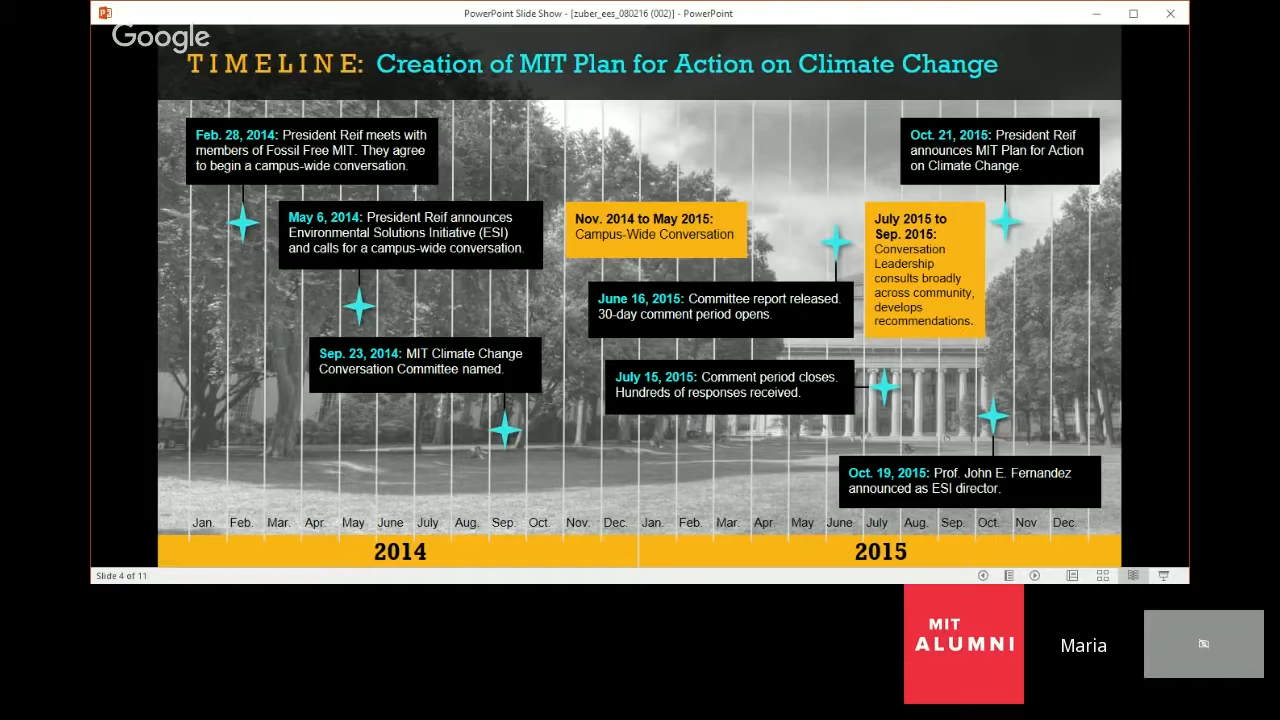 PowerPoint Slide Show - [zuber_ees_080216 (002)] - PowerPoint
Google
TIMELINE: Creation of MIT Plan for Action on Climate Change
Feb. 28, 2014: President Reif meets with
members of Fossil Free MIT. They agree
to begin a campus-wide conversation.
May 6, 2014: President Reif announces
Environmental Solutions Initiative (ESI)
and calls for a campus-wide conversation.
Sep. 23, 2014: MIT Climate Change
Conversation Committee named.
Nov. 2014 to May 2015:
Campus-Wide Conversation
June 16, 2015: Committee report released.
30-day comment period opens.
July 15, 2015: Comment period closes.
Hundreds of responses received.
July 2015 to
Sep. 2015:
Conversation
Leadership
consults broadly
across community,
develops
recommendations.
Oct. 21, 2015: President Reif
announces MIT Plan for Action
on Climate Change.
Oct. 19, 2015: Prof. John E. Fernandez
announced as ESI director.
Jan. Feb. Mar. Apr. May June July Aug. Sep. Oct. Nov. Dec. Jan. Feb. Mar. Apr. May June July Aug. Sep. Oct. Nov Dec.
2014 2015
Slide 4 of 11
MIT
ALUMNI
Maria